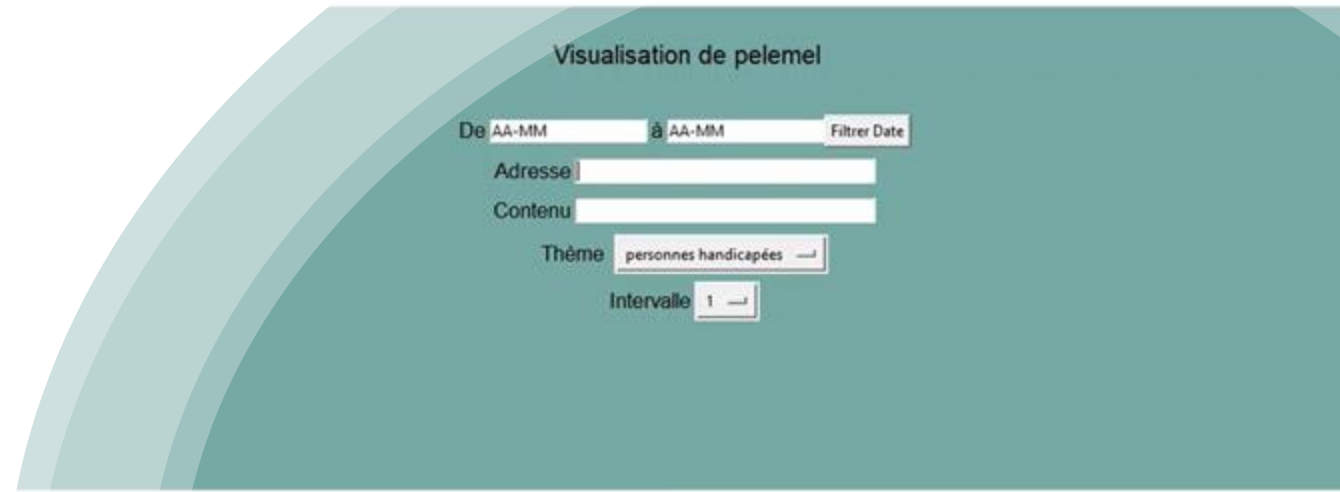 Visualisation de pelemel
De AA-MM à AA-MM Filtrer Date
Adresse
Contenu
Thème personnes handicapées
Intervalle 1